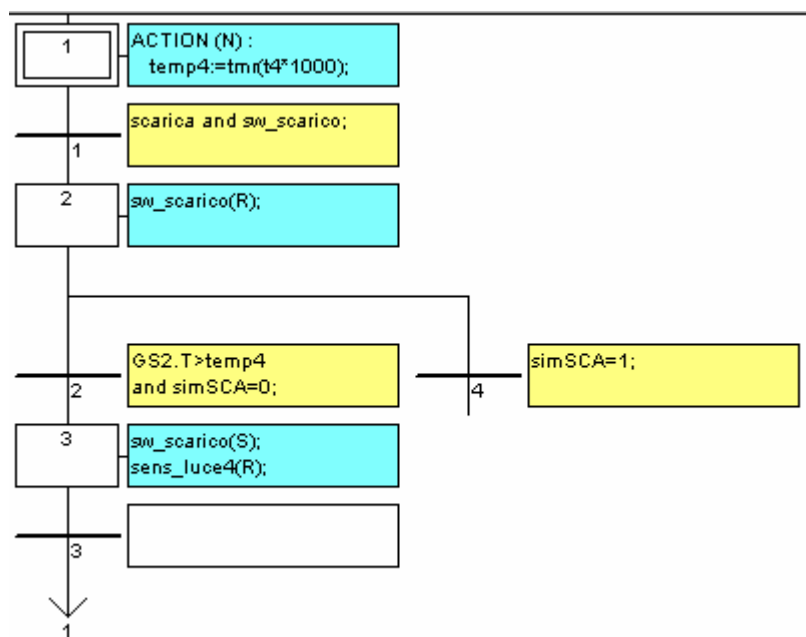 1
ACTION (N) :
temp4:=tmr(t4*1000);
scarica and sw_scarico;
1
2
sw_scarico(R);
GS2.T>temp4
and simSCA=0;
2
simSCA=1;
4
3
sw_scarico(S);
sens_luce4(R);
3
1